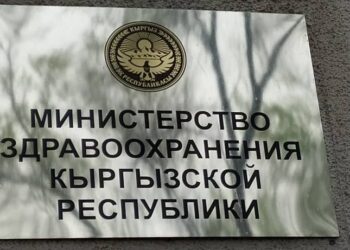 МИНИСТЕРСТВО
ЗДРАВООХРАНЕНИЯ
КЫРГЫЗСКОЙ
РЕСПУБЛИКИ